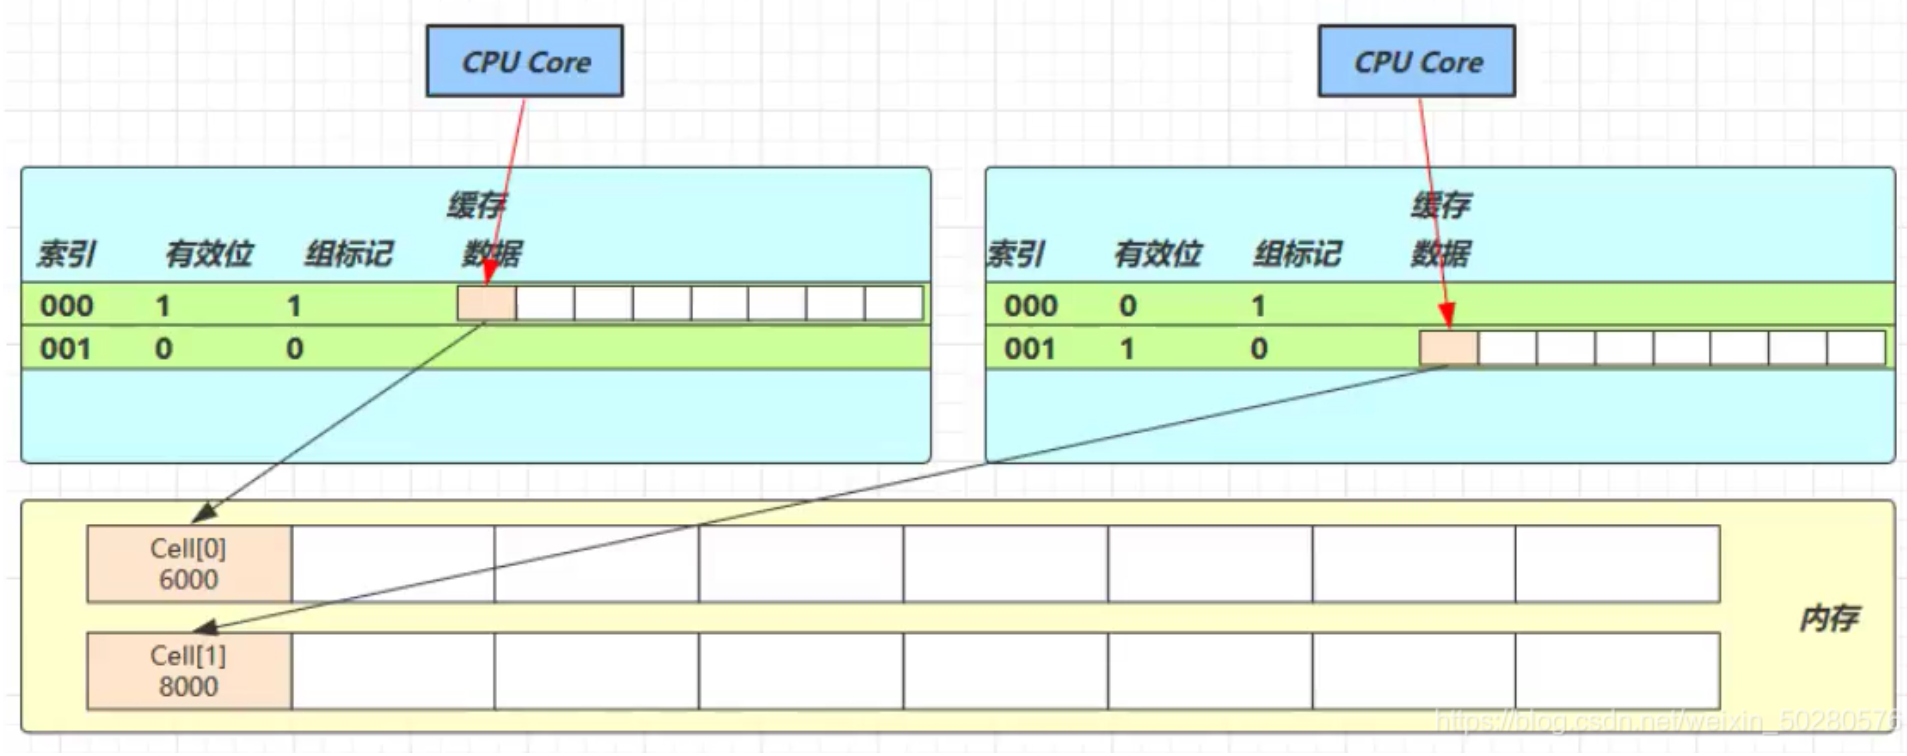 CPU Core
CPU Core
缓存
索引 有效位 组标记 数据
000 1 1
001 0 0
缓存
索引 有效位 组标记 数据
000 0 1
001 1 0
Cell[0]
6000
Cell[1]
8000
内存
https://blog.csdn.net/weixin_50280576